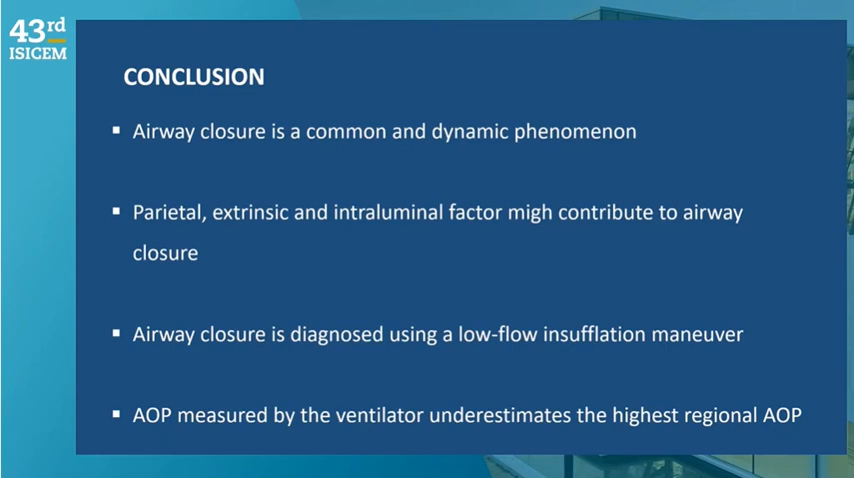 43rd
ISICEM
CONCLUSION
▪ Airway closure is a common and dynamic phenomenon
▪ Parietal, extrinsic and intraluminal factor migh contribute to airway
closure
▪ Airway closure is diagnosed using a low-flow insufflation maneuver
▪ AOP measured by the ventilator underestimates the highest regional AOP